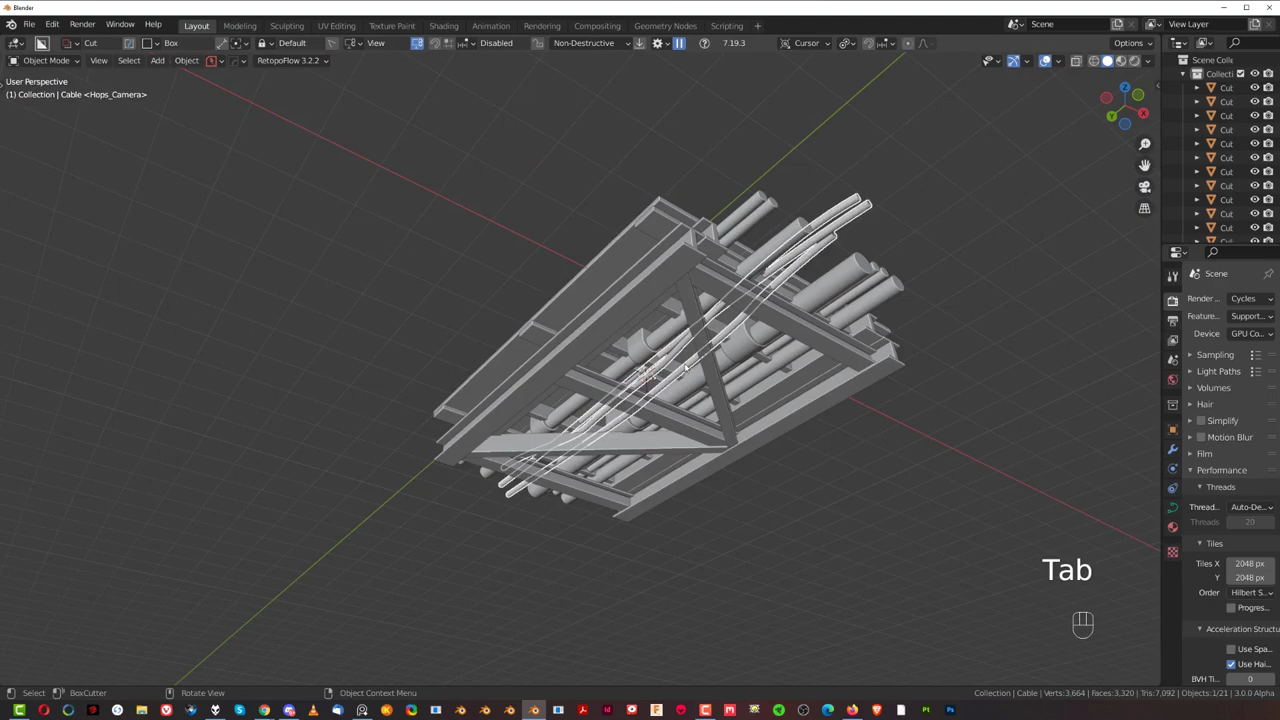 Blender
File Edit Render Window Help Layout Modeling Sculpting UV Editing Texture Paint Shading Animation Rendering Compositing Geometry Nodes Scripting + Scene View Layer
Cut Box Default View Disabled Non-Destructive 7.19.3 Cursor Options
Object Mode View Select Add Object RetopoFlow 3.2.2
User Perspective
(1) Collection | Cable <Hops_Camera>
Z
Y X
Scene Colle
Collecti
Cut
Cut
Cut
Cut
Cut
Cut
Cut
Cut
Cut
Cut
Cut
Cut
Scene
Render ... Cycles
Feature... Support...
Device GPU Co...
Sampling
Light Paths
Volumes
Hair
Simplify
Motion Blur
Film
Performance
Threads
Thread... Auto-De...
Threads 20
Tiles
Tiles X 2048 px
Y 2048 px
Order Hilbert S...
Progres...
Acceleration Structu
Use Spa...
Use Hai...
BVH Ti... 0
Tab
Select BoxCutter Rotate View Object Context Menu Collection | Cable | Verts:3,664 | Faces:3,320 | Tris:7,092 | Objects:1/21 | 3.0.0 Alpha